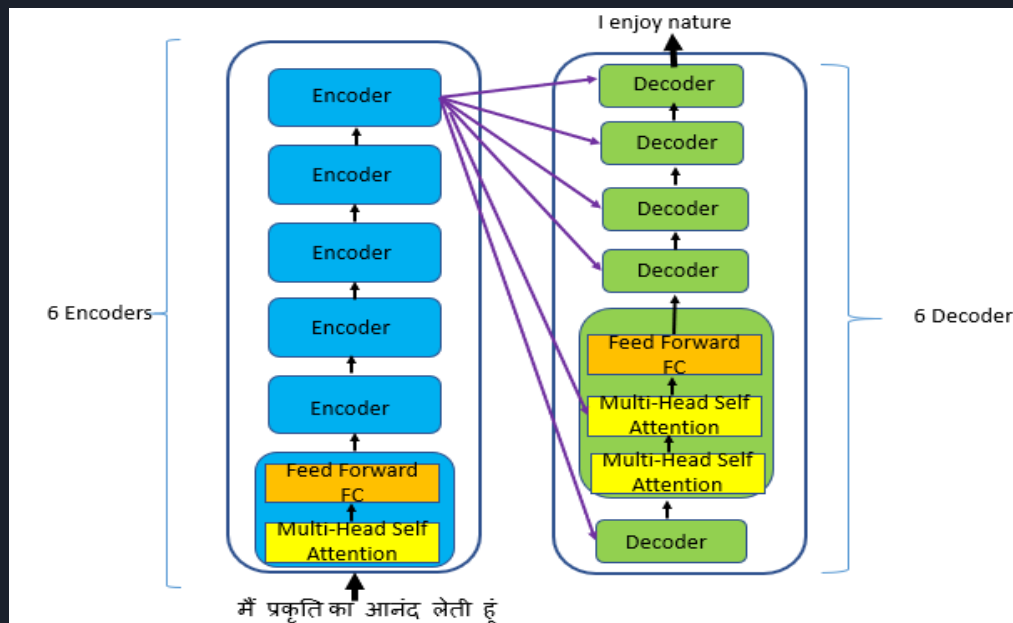 I enjoy nature
6 Encoders
Encoder
Encoder
Encoder
Encoder
Encoder
Feed Forward
FC
Multi-Head Self
Attention
मैं प्रकृति का आनंद लेती हूं
Decoder
Decoder
Decoder
Decoder
Feed Forward
FC
Multi-Head Self
Attention
Multi-Head Self
Attention
Decoder
6 Decoder